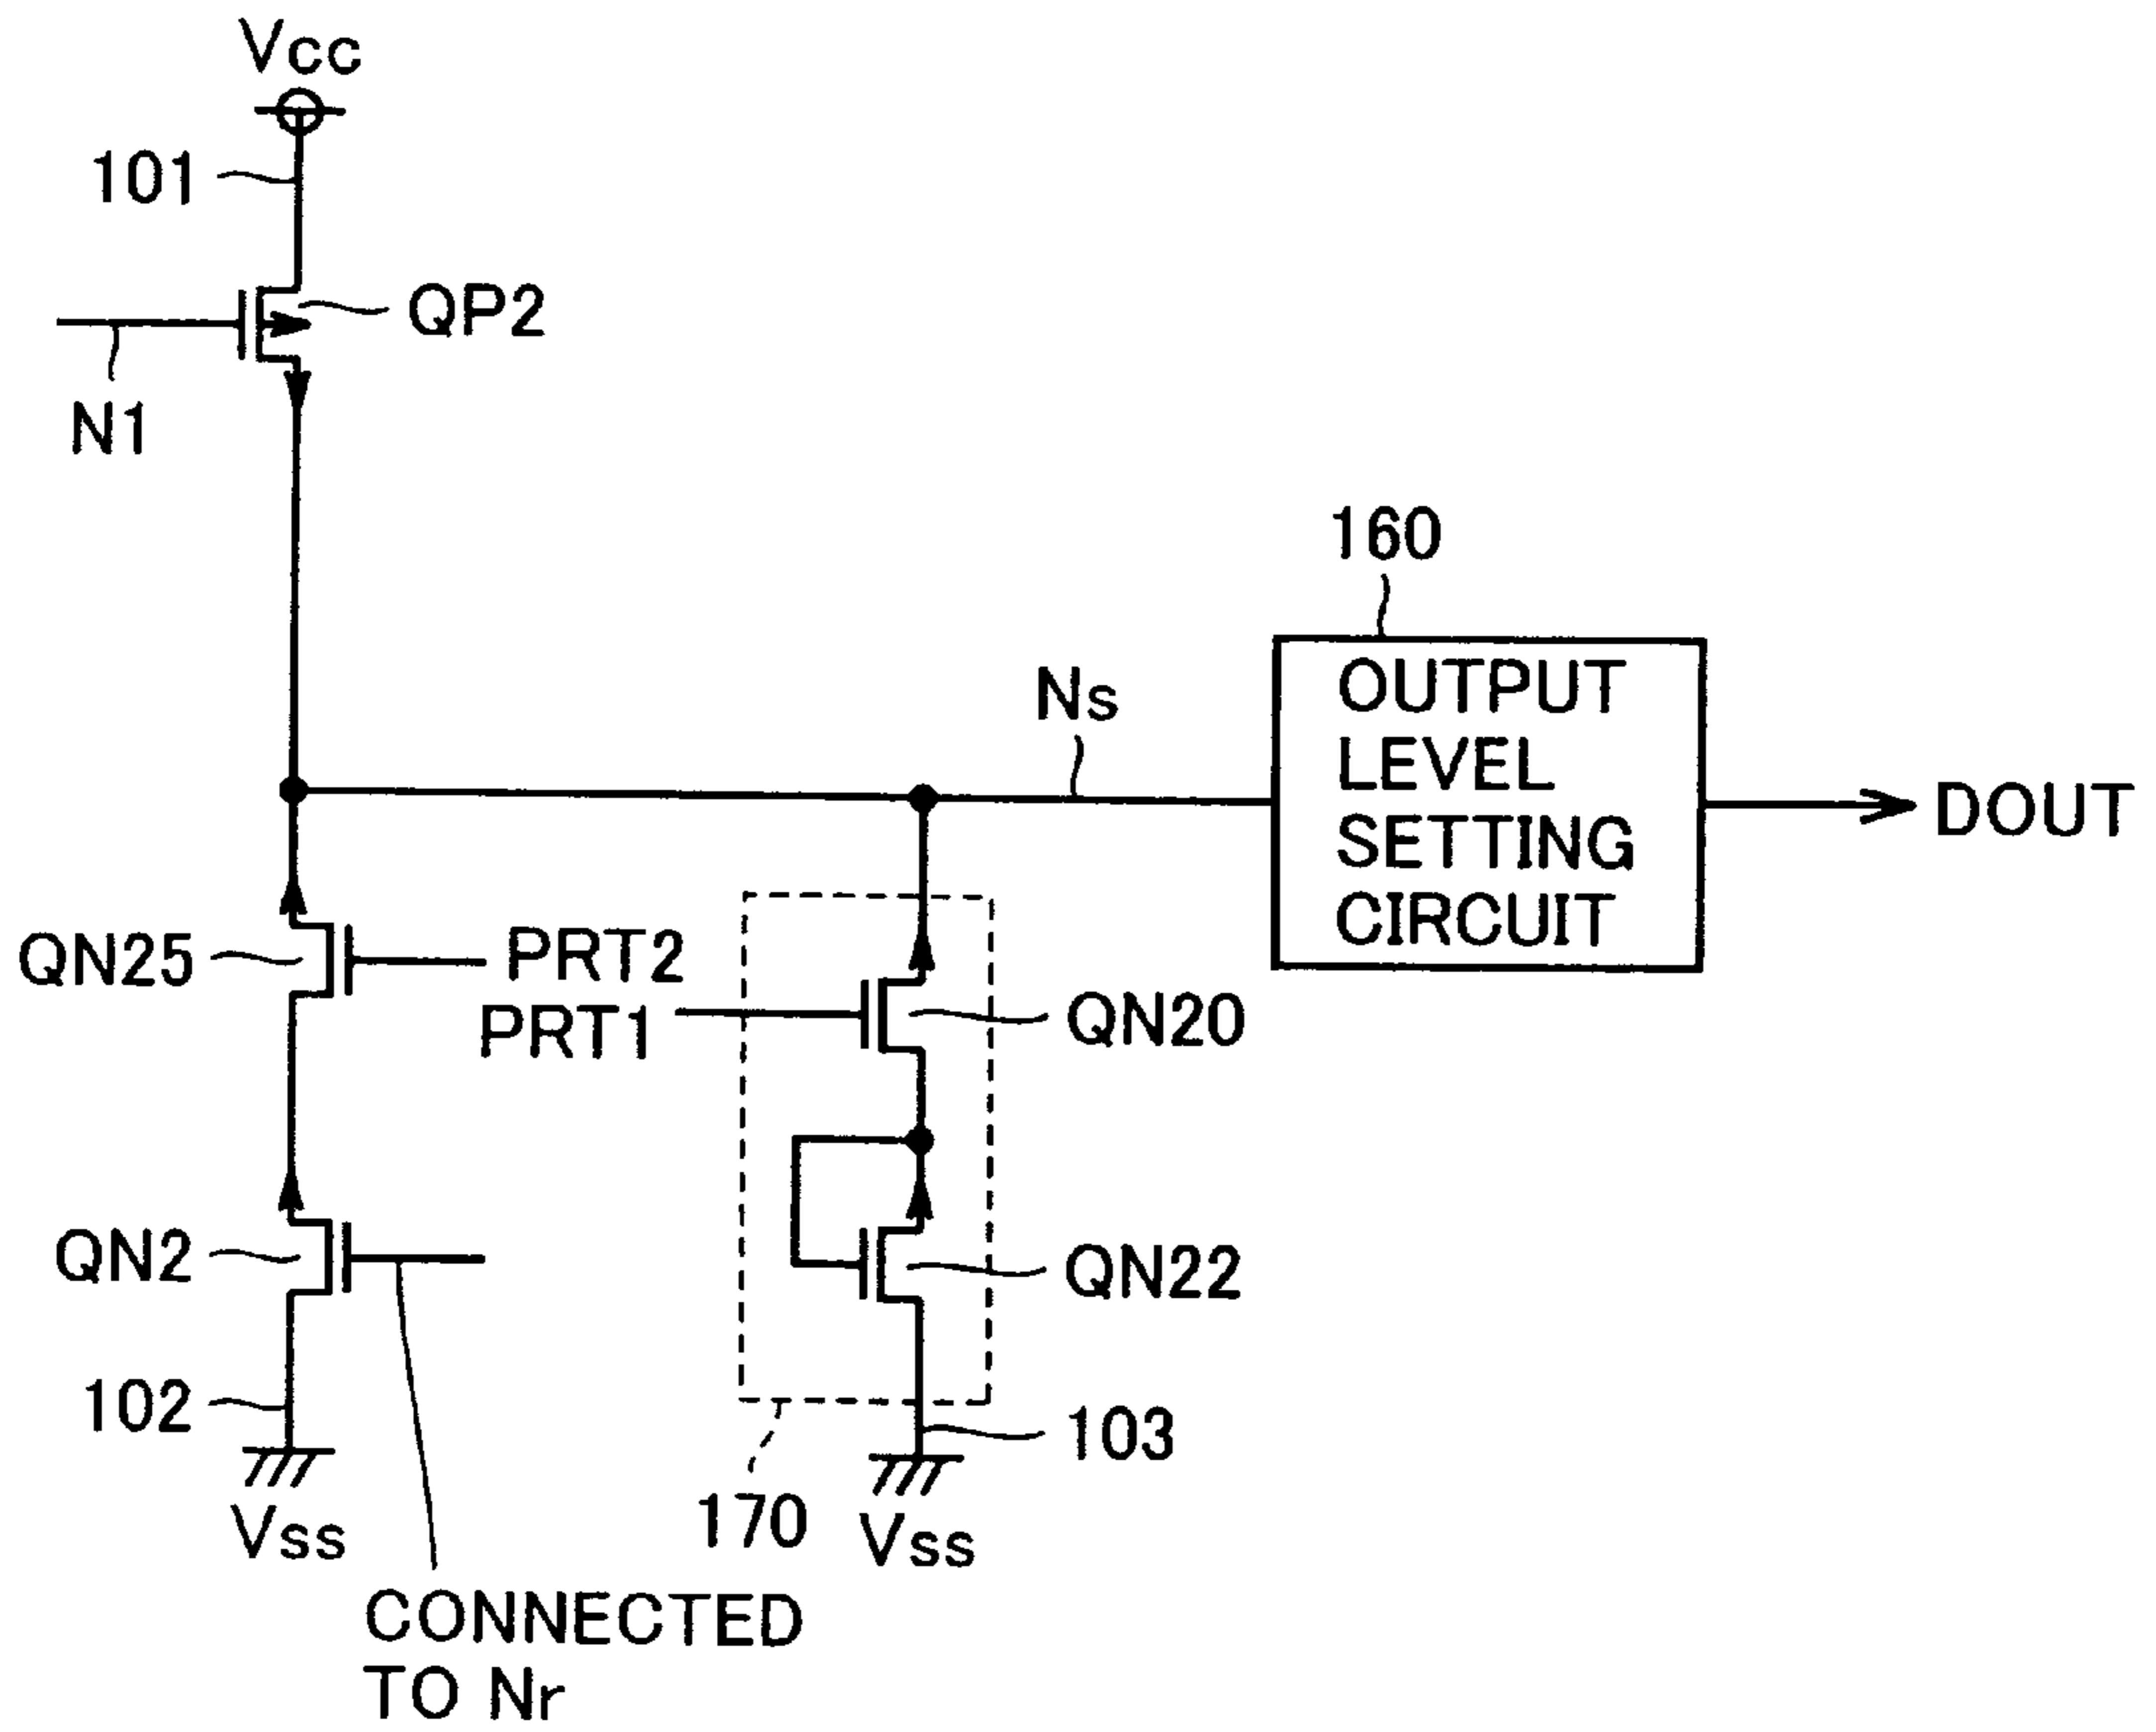 Vcc
101
QP2
N1
160
Ns
OUTPUT
LEVEL
SETTING
CIRCUIT
DOUT
QN25
PRT2
PRT1
QN20
QN2
QN22
102
103
170
Vss
Vss
CONNECTED
TO Nr